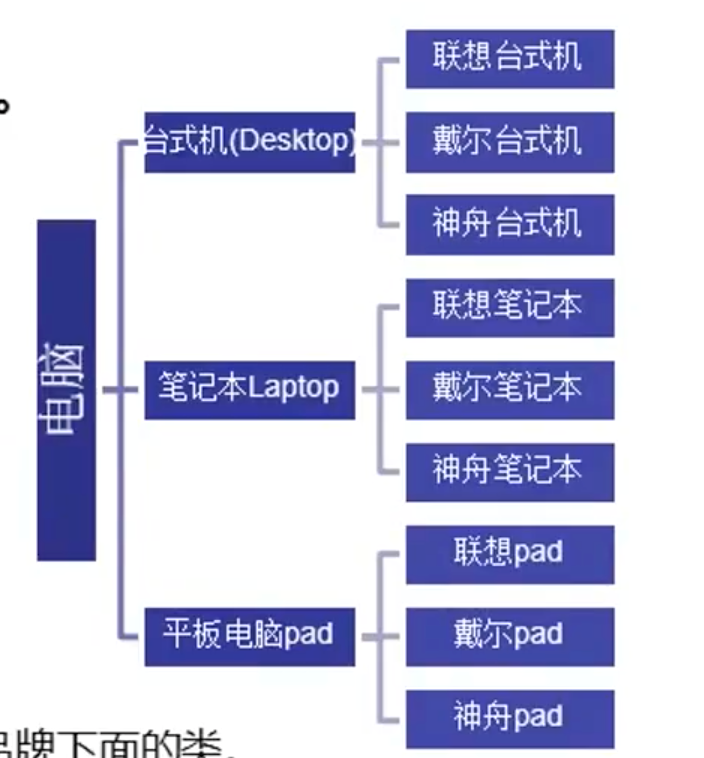 。
电脑
台式机(Desktop)
联想台式机
戴尔台式机
神舟台式机
笔记本Laptop
联想笔记本
戴尔笔记本
神舟笔记本
平板电脑pad
联想pad
戴尔pad
神舟pad
品牌下面的类,